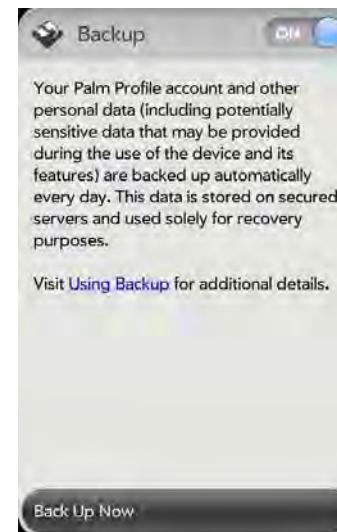 Backup
ON
Your Palm Profile account and other
personal data (including potentially
sensitive data that may be provided
during the use of the device and its
features) are backed up automatically
every day. This data is stored on secured
servers and used solely for recovery
purposes.
Visit Using Backup for additional details.
Back Up Now